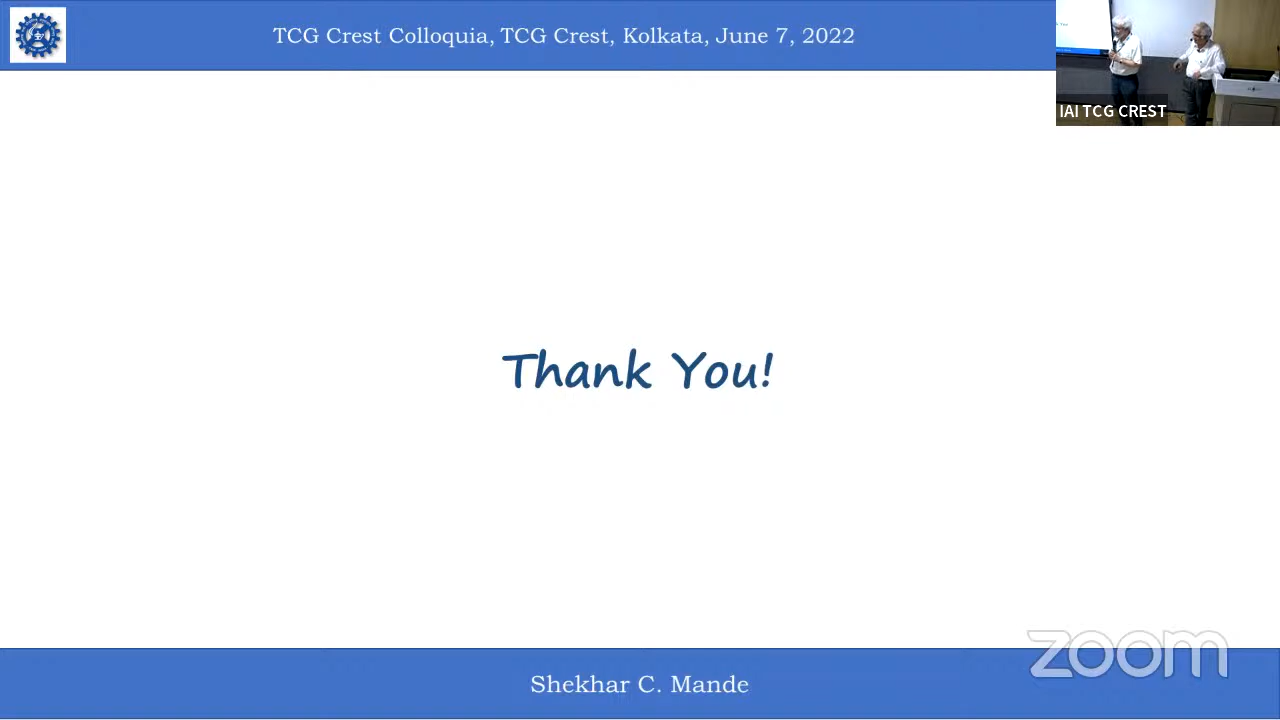 TCG Crest Colloquia, TCG Crest, Kolkata, June 7, 2022
IAI TCG CREST
Thank You!
zoom
Shekhar C. Mande